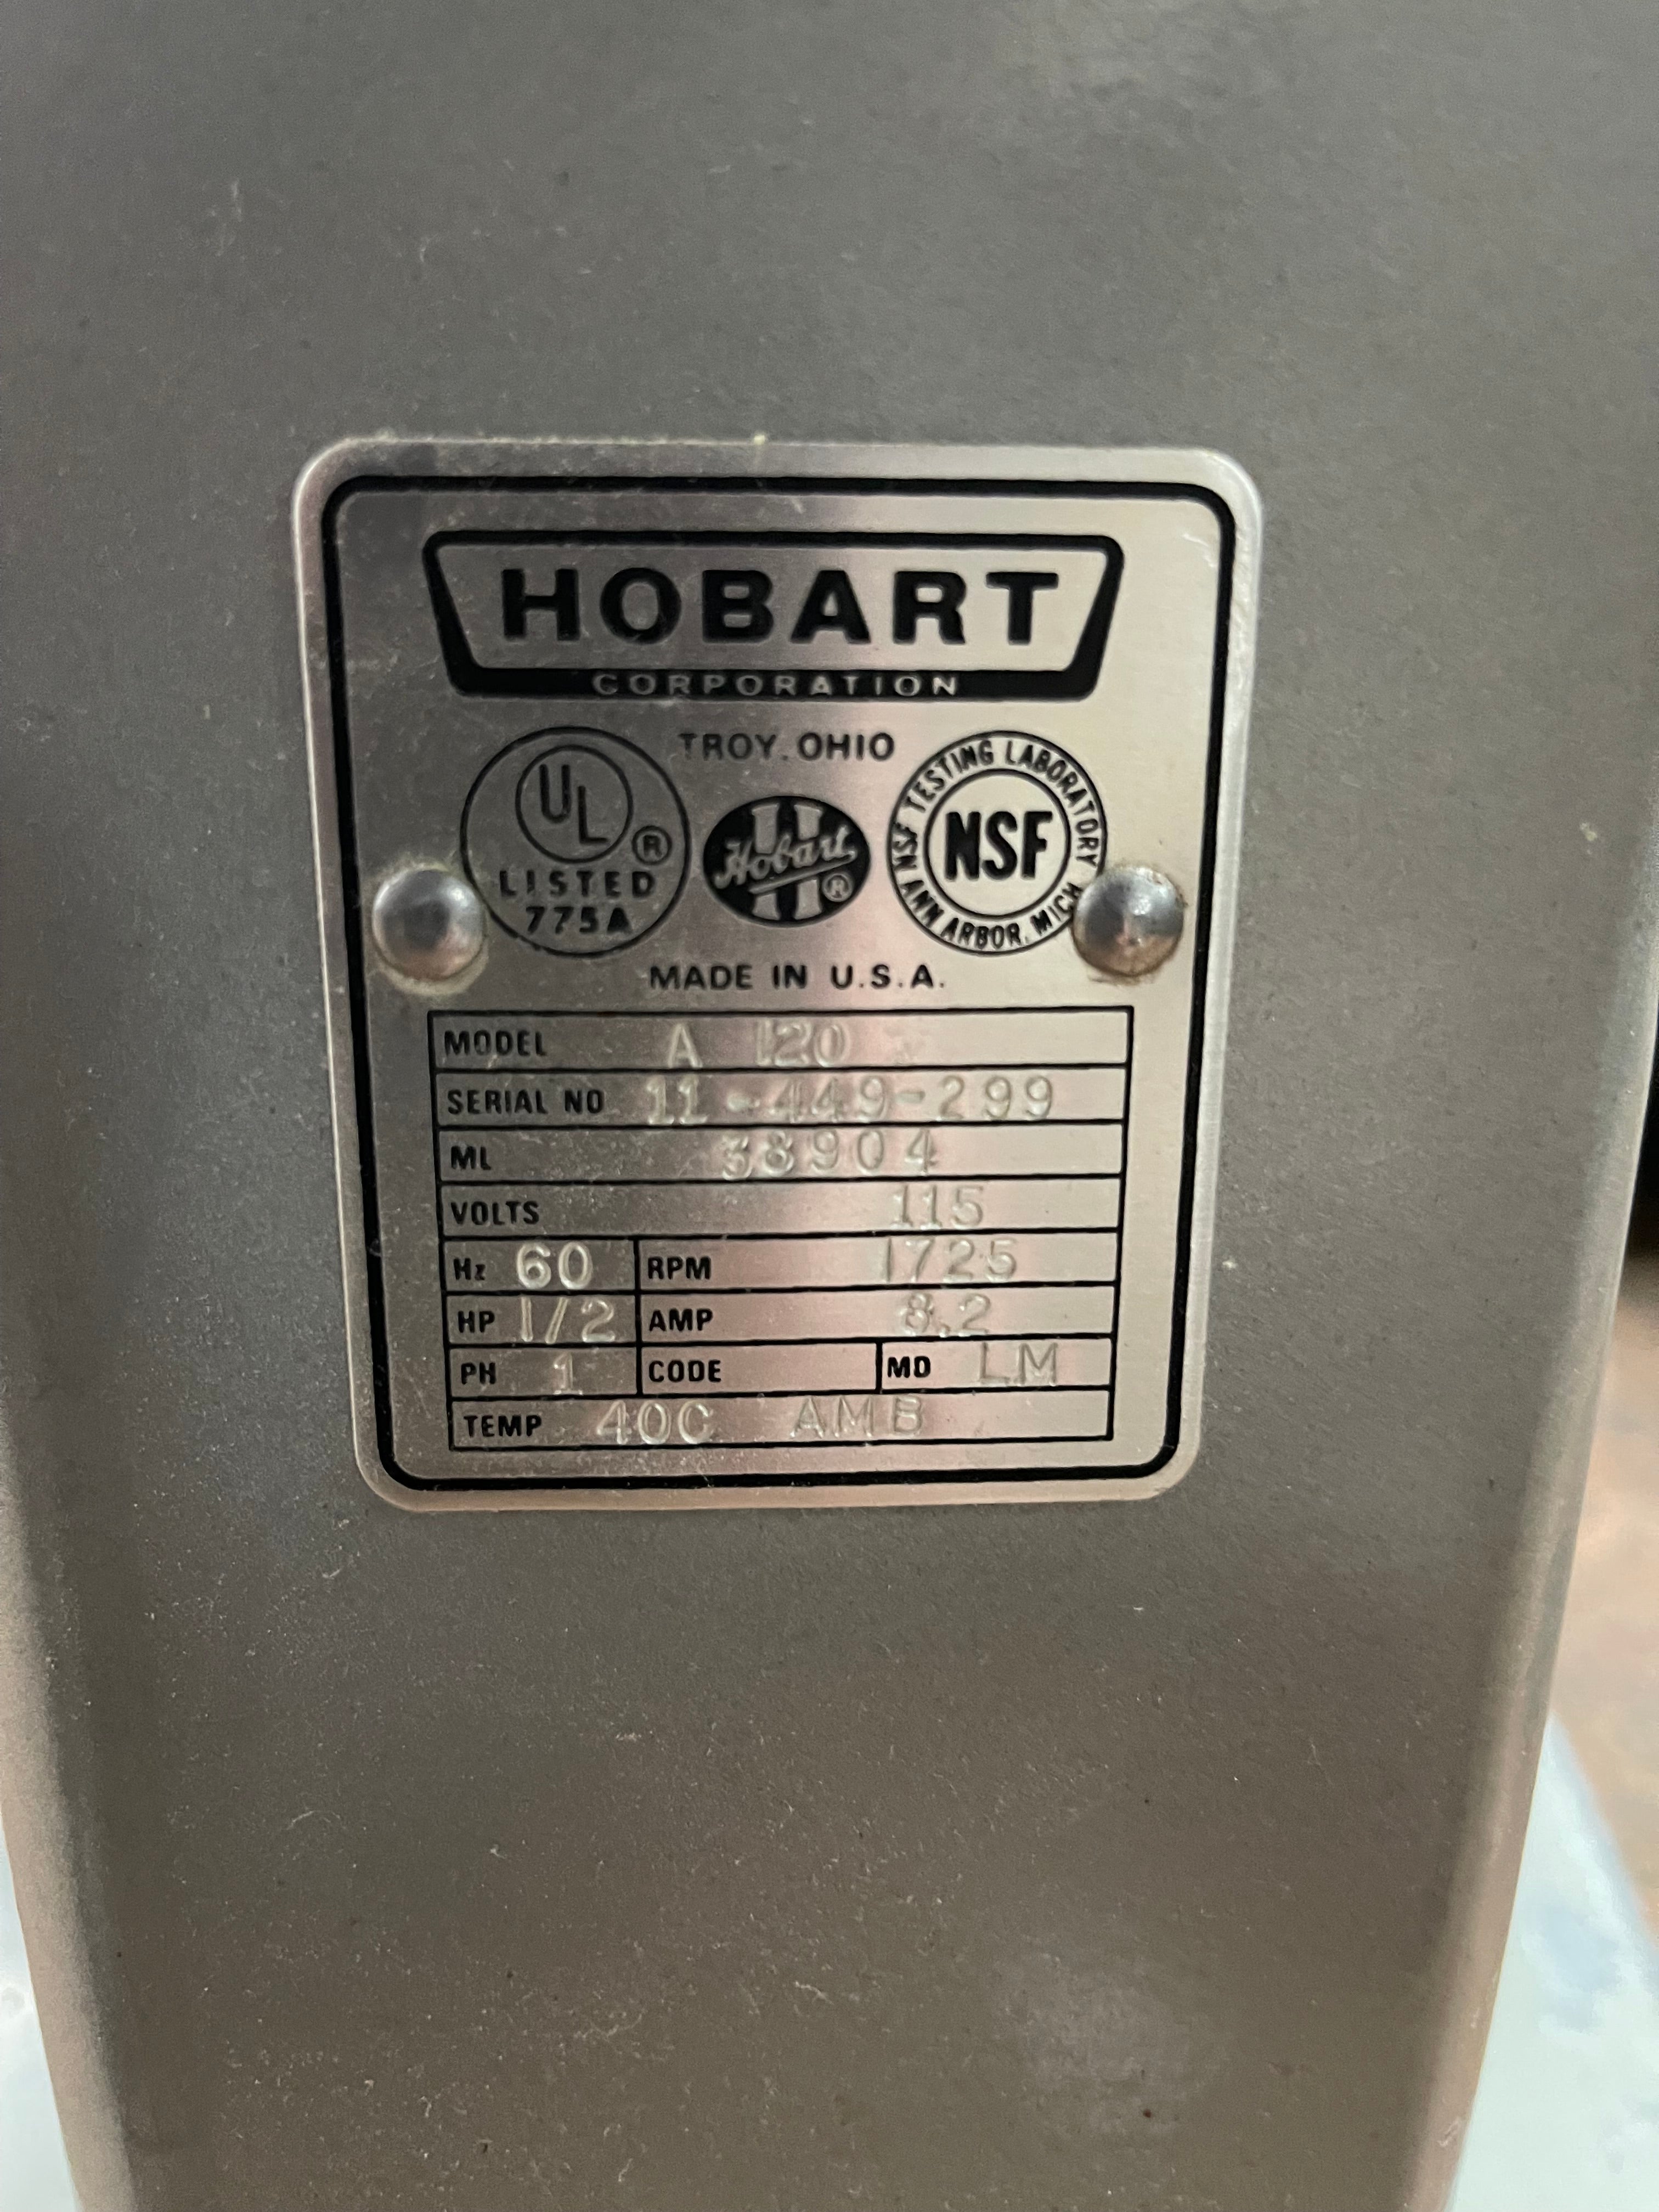 HOBART
CORPORATION
TROY, OHIO
UL ®
LISTED
775A
Hobart ®
NSF TESTING LABORATORY
NSF
ANN ARBOR, MICH
MADE IN U.S.A.
MODEL A 120
SERIAL NO 11-449-299
ML 38904
VOLTS 115
Hz 60 RPM 1725
HP 1/2 AMP 8.2
PH 1 CODE MD LM
TEMP 40C AMB